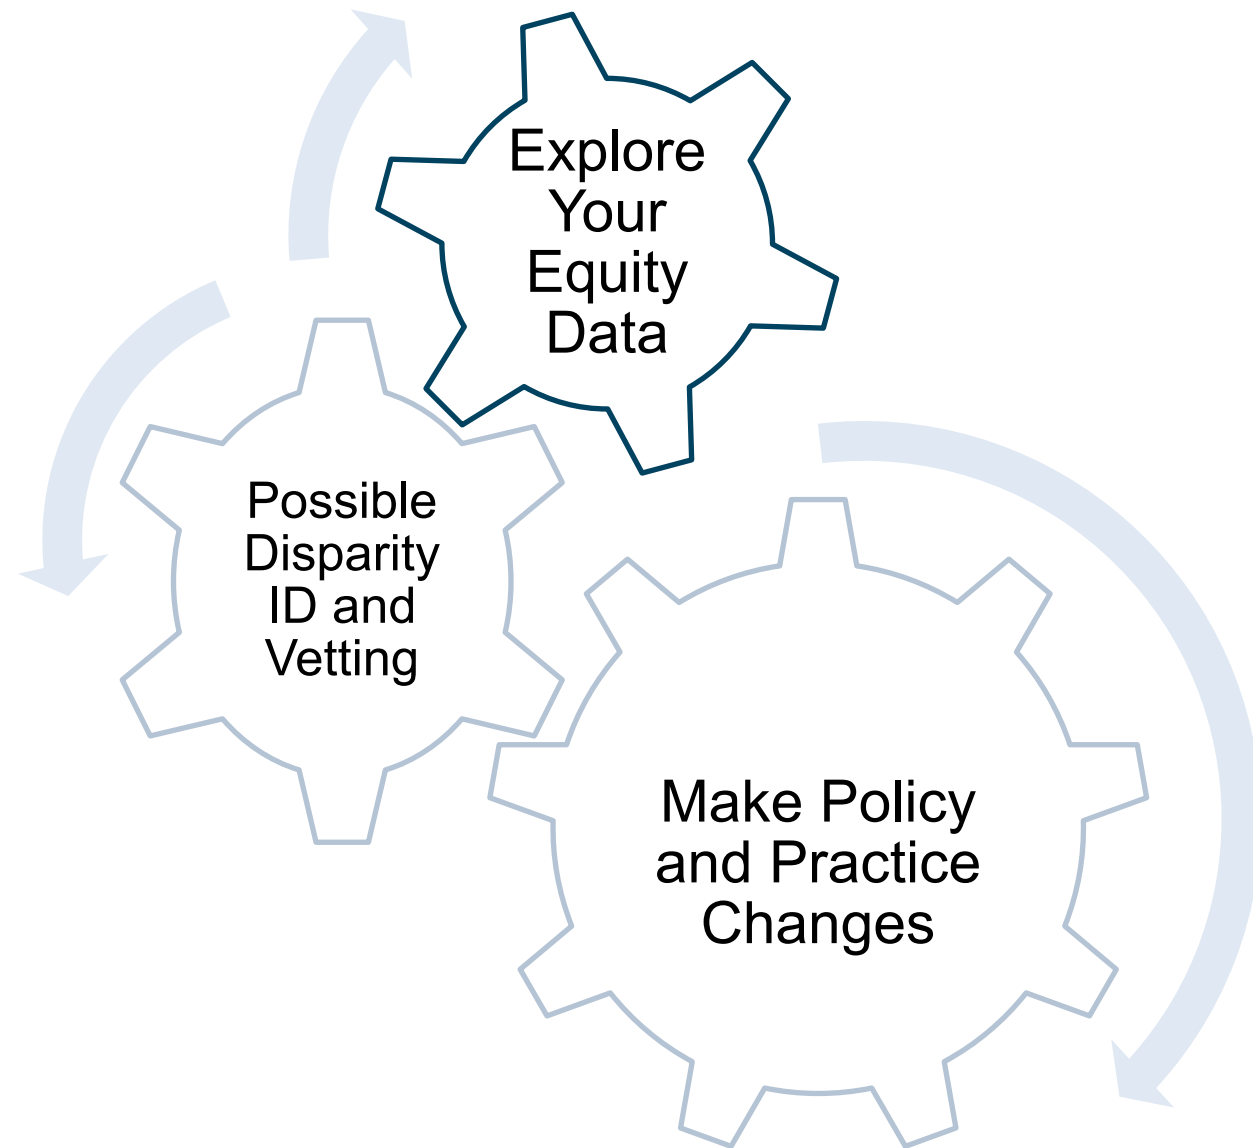 Explore
Your
Equity
Data
Possible
Disparity
ID and
Vetting
Make Policy
and Practice
Changes